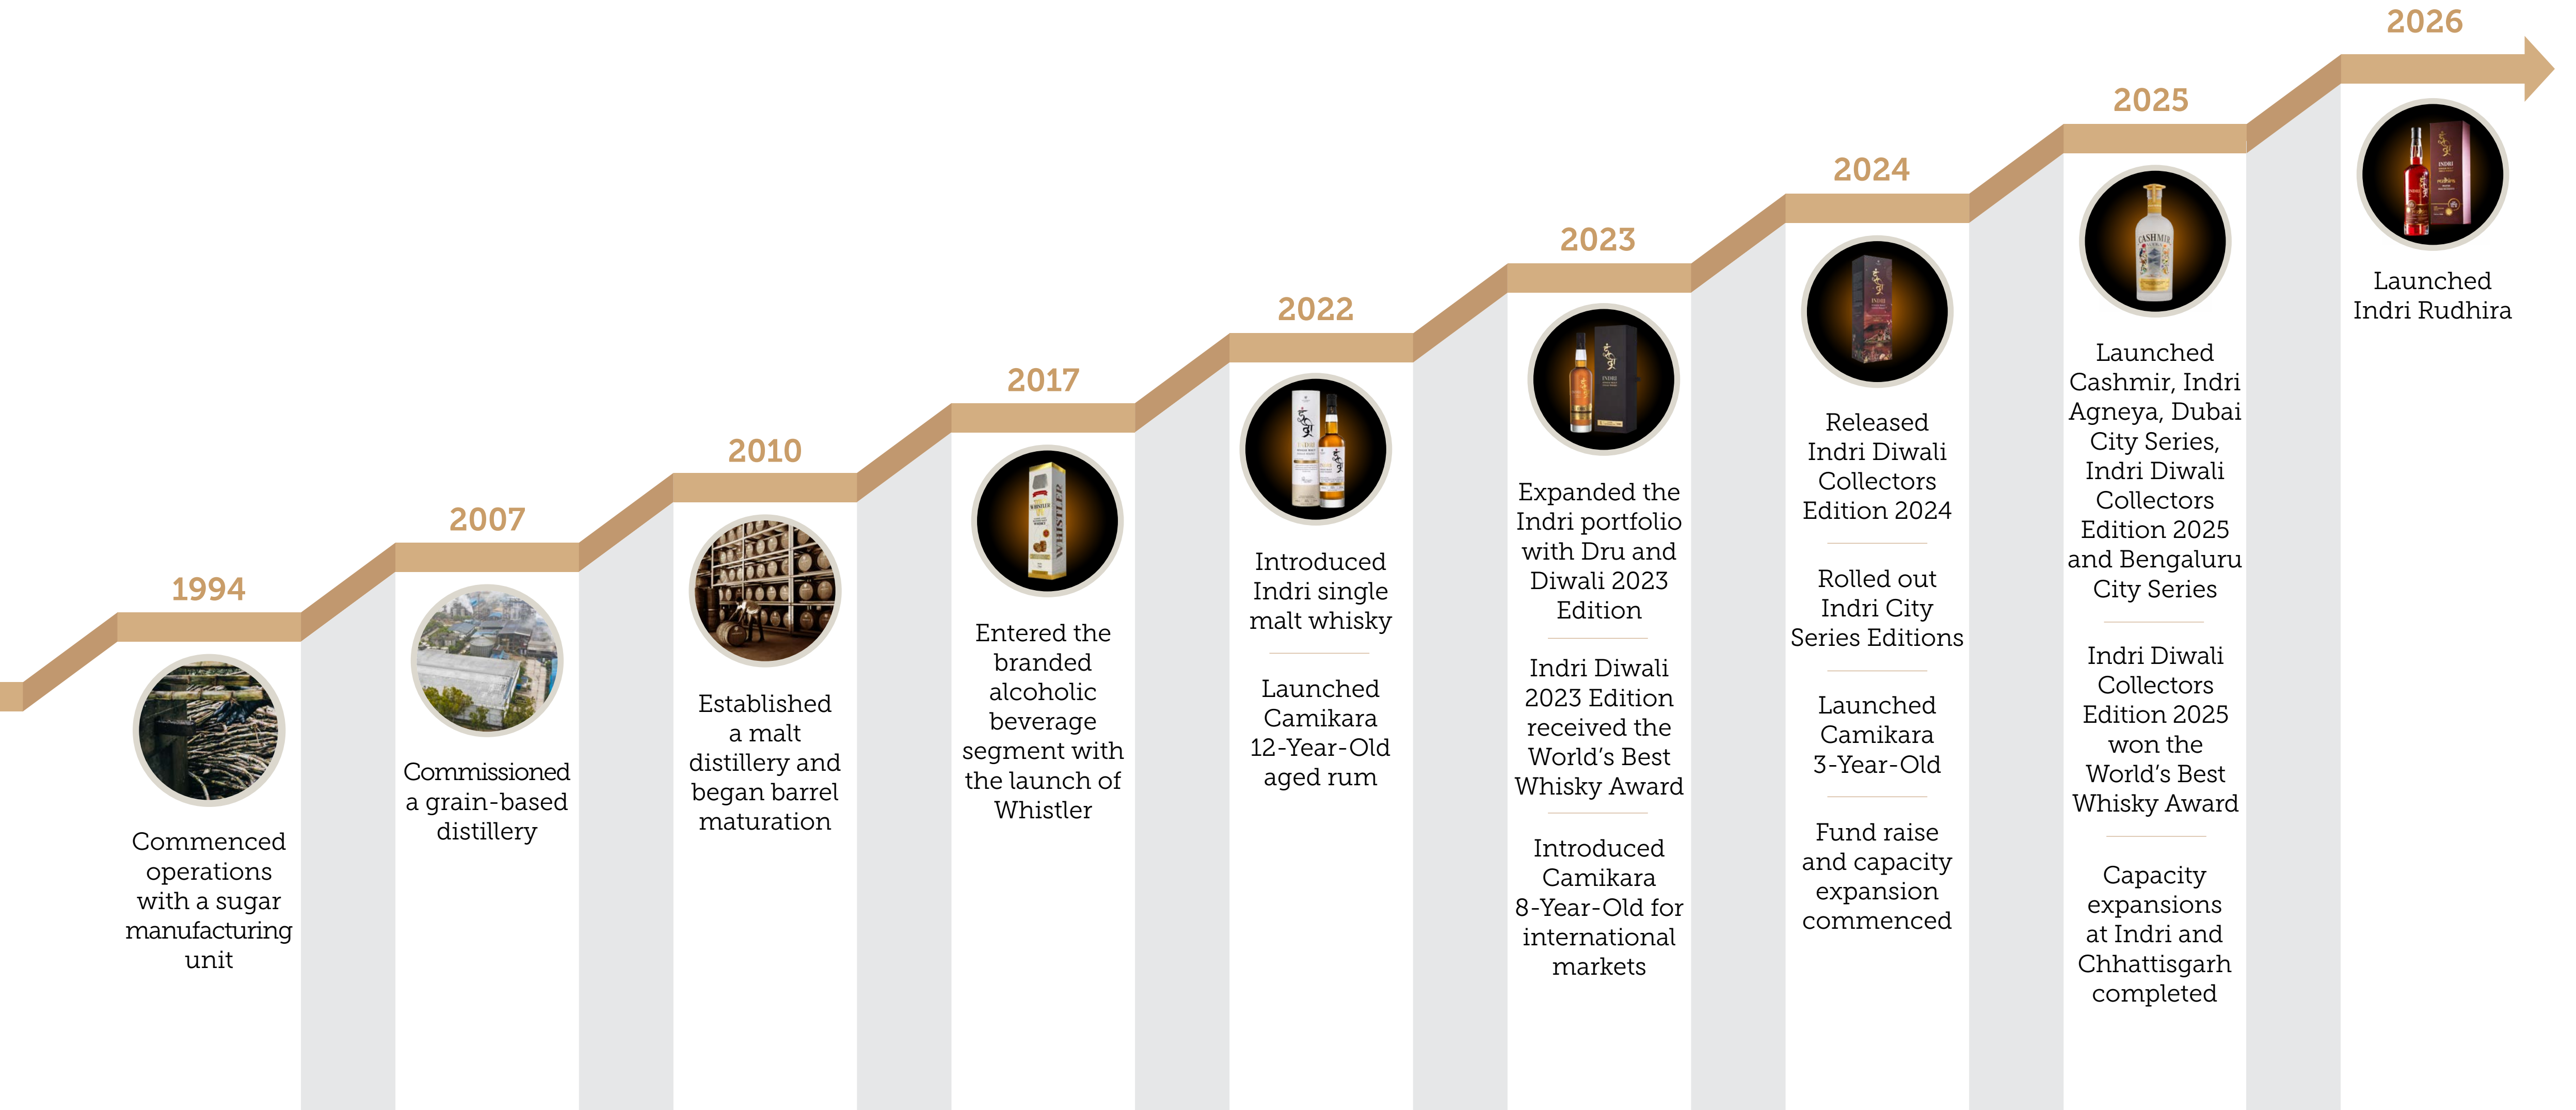 1994
Commenced
operations
with a sugar
manufacturing
unit
2007
Commissioned
a grain-based
distillery
2010
Established
a malt
distillery and
began barrel
maturation
2017
WHISTLER
WHISTLER
Entered the
branded
alcoholic
beverage
segment with
the launch of
Whistler
2022
INDRI
Introduced
Indri single
malt whisky
Launched
Camikara
12-Year-Old
aged rum
2023
INDRI
Expanded the
Indri portfolio
with Dru and
Diwali 2023
Edition
Indri Diwali
2023 Edition
received the
World’s Best
Whisky Award
Introduced
Camikara
8-Year-Old for
international
markets
2024
INDRI
Released
Indri Diwali
Collectors
Edition 2024
Rolled out
Indri City
Series Editions
Launched
Camikara
3-Year-Old
Fund raise
and capacity
expansion
commenced
2025
CASHMIR
Launched
Cashmir, Indri
Agneya, Dubai
City Series,
Indri Diwali
Collectors
Edition 2025
and Bengaluru
City Series
Indri Diwali
Collectors
Edition 2025
won the
World’s Best
Whisky Award
Capacity
expansions
at Indri and
Chhattisgarh
completed
2026
INDRI
Launched
Indri Rudhira